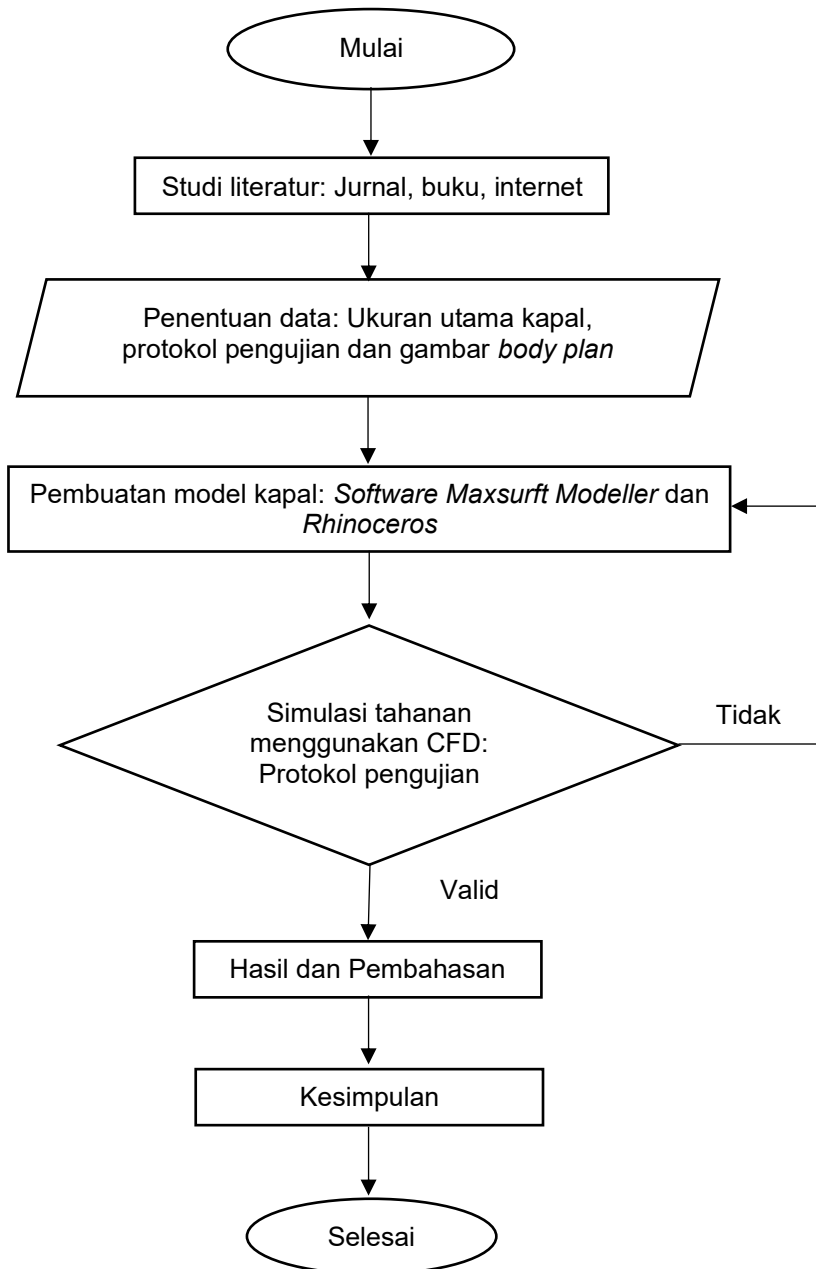 Mulai
Studi literatur: Jurnal, buku, internet
Penentuan data: Ukuran utama kapal,
protokol pengujian dan gambar body plan
Pembuatan model kapal: Software Maxsurft Modeller dan
Rhinoceros
Simulasi tahanan
menggunakan CFD:
Protokol pengujian
Tidak
Valid
Hasil dan Pembahasan
Kesimpulan
Selesai